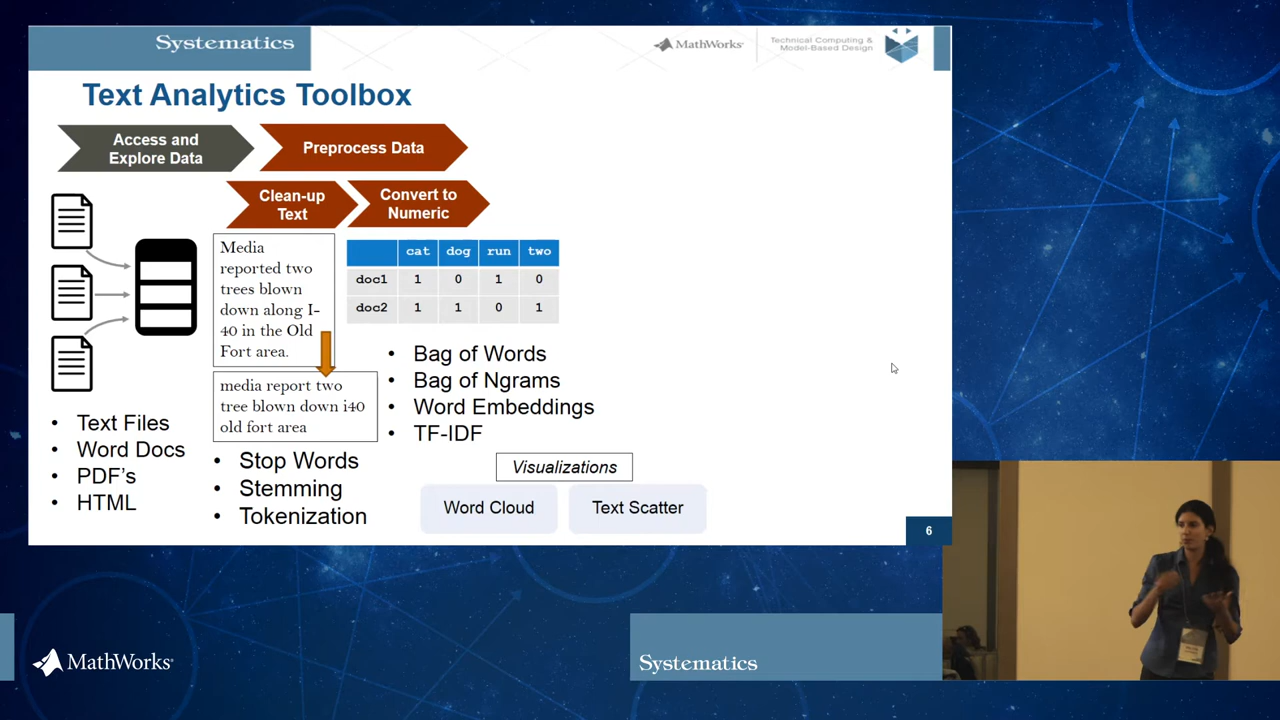 Systematics
MathWorks®
Technical Computing &
Model-Based Design
Text Analytics Toolbox
Access and
Explore Data
Preprocess Data
Clean-up
Text
Convert to
Numeric
Media
reported two
trees blown
down along I-
40 in the Old
Fort area.
cat dog run two
doc1 1 0 1 0
doc2 1 1 0 1
media report two
tree blown down i40
old fort area
• Text Files
• Word Docs
• PDF's
• HTML
• Stop Words
• Stemming
• Tokenization
• Bag of Words
• Bag of Ngrams
• Word Embeddings
• TF-IDF
Visualizations
Word Cloud
Text Scatter
6
MathWorks®
Systematics